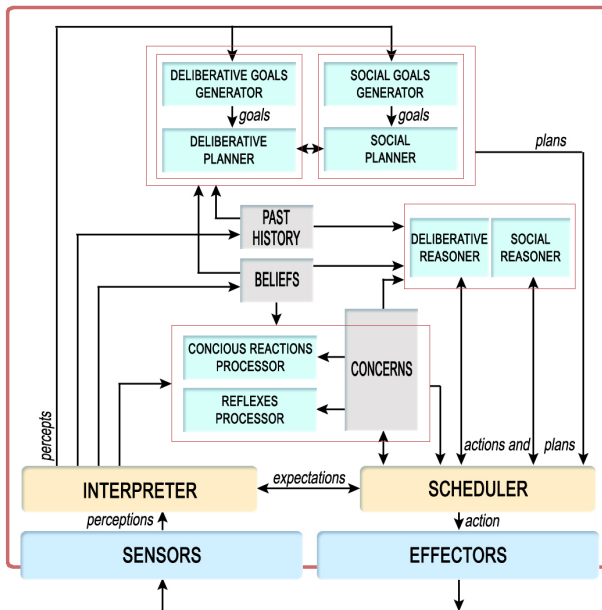 DELIBERATIVE GOALS
GENERATOR
SOCIAL GOALS
GENERATOR
goals
goals
DELIBERATIVE
PLANNER
SOCIAL
PLANNER
plans
PAST
HISTORY
DELIBERATIVE
REASONER
SOCIAL
REASONER
BELIEFS
CONCIOUS REACTIONS
PROCESSOR
CONCERNS
REFLEXES
PROCESSOR
percepts
actions and
plans
INTERPRETER
expectations
SCHEDULER
perceptions
action
SENSORS
EFFECTORS